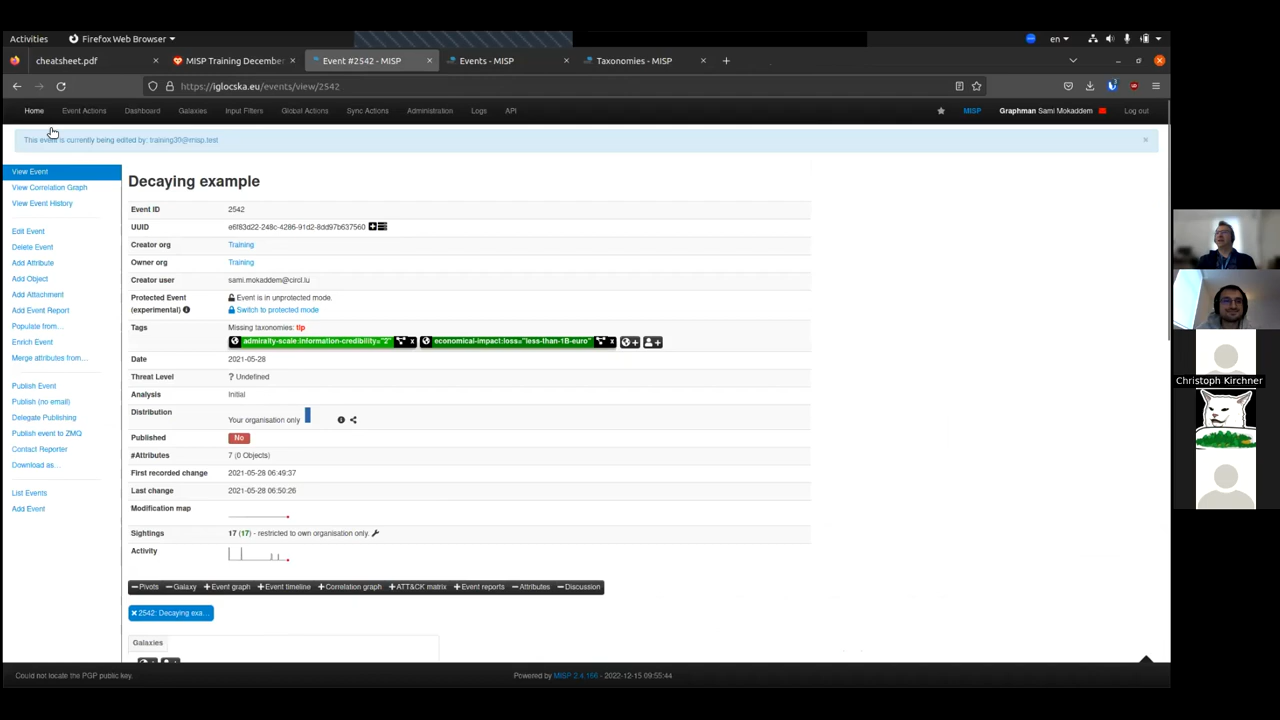 Activities
Firefox Web Browser
en
cheatsheet.pdf
MISP Training December
Event #2542 - MISP
Events - MISP
Taxonomies - MISP
https://iglocska.eu/events/view/2542
Home
Event Actions
Dashboard
Galaxies
Input Filters
Global Actions
Sync Actions
Administration
Logs
API
MISP
Graphman Sami Mokaddem
Log out
This event is currently being edited by: training30@misp.test
×
View Event
View Correlation Graph
View Event History
Edit Event
Delete Event
Add Attribute
Add Object
Add Attachment
Add Event Report
Populate from...
Enrich Event
Merge attributes from...
Publish Event
Publish (no email)
Delegate Publishing
Publish event to ZMQ
Contact Reporter
Download as...
List Events
Add Event
Decaying example
Event ID 2542
UUID e6f83d22-248c-4286-91d2-8dd97b637560
Creator org Training
Owner org Training
Creator user sami.mokaddem@circl.lu
Protected Event (experimental) Event is in unprotected mode.
Switch to protected mode
Tags Missing taxonomies: tlp
admiralty-scale:information-credibility="2" x economical-impact:loss="less-than-1B-euro" x
Date 2021-05-28
Threat Level ? Undefined
Analysis Initial
Distribution Your organisation only
Published No
#Attributes 7 (0 Objects)
First recorded change 2021-05-28 06:49:37
Last change 2021-05-28 06:50:26
Modification map
Sightings 17 (17) - restricted to own organisation only.
Activity
Pivots Galaxy Event graph Event timeline Correlation graph ATT&CK matrix Event reports Attributes Discussion
2542: Decaying exa...
Galaxies
Could not locate the PGP public key.
Powered by MISP 2.4.166 - 2022-12-15 09:55:44
Christoph Kirchner